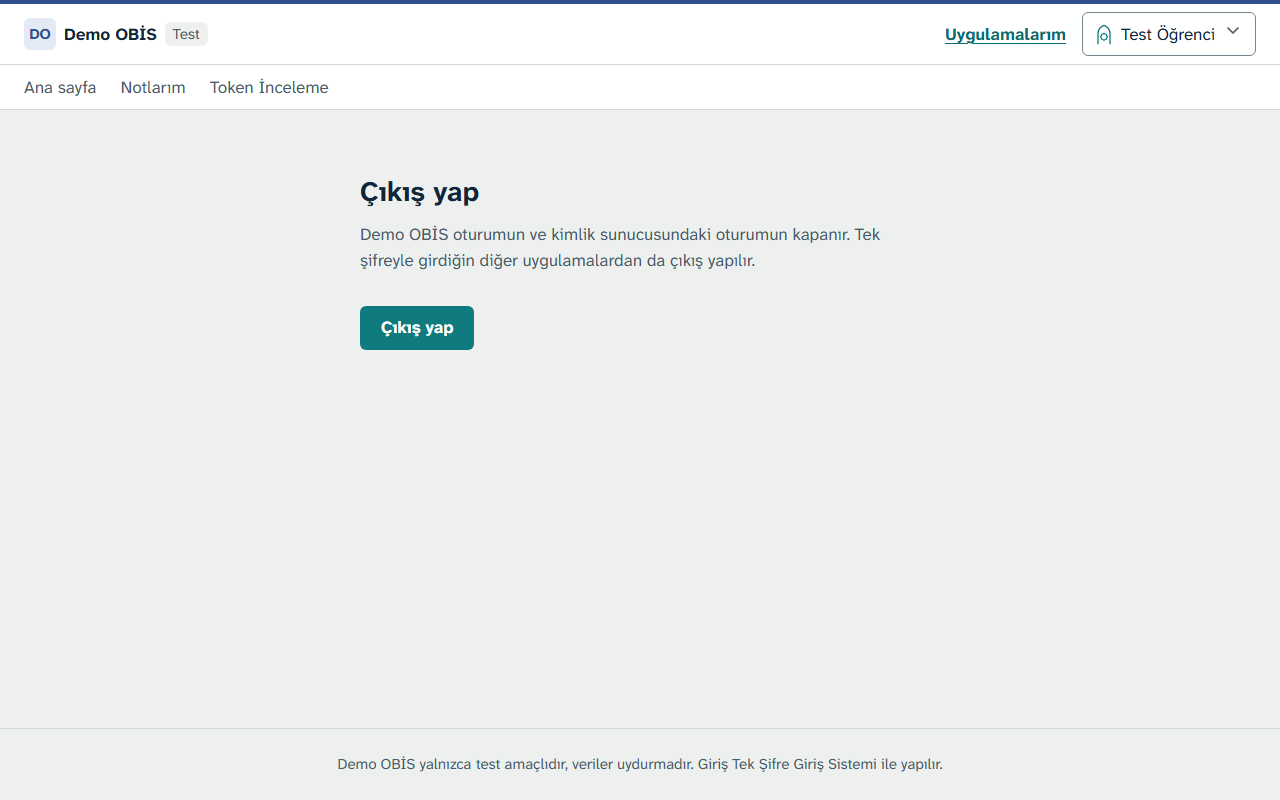 DO Demo OBİS Test Uygulamalarım Test Öğrenci
Ana sayfa Notlarım Token İnceleme
Çıkış yap
Demo OBİS oturumun ve kimlik sunucusundaki oturumun kapanır. Tek
şifreyle girdiğin diğer uygulamalardan da çıkış yapılır.
Çıkış yap
Demo OBİS yalnızca test amaçlıdır, veriler uydurmadır. Giriş Tek Şifre Giriş Sistemi ile yapılır.